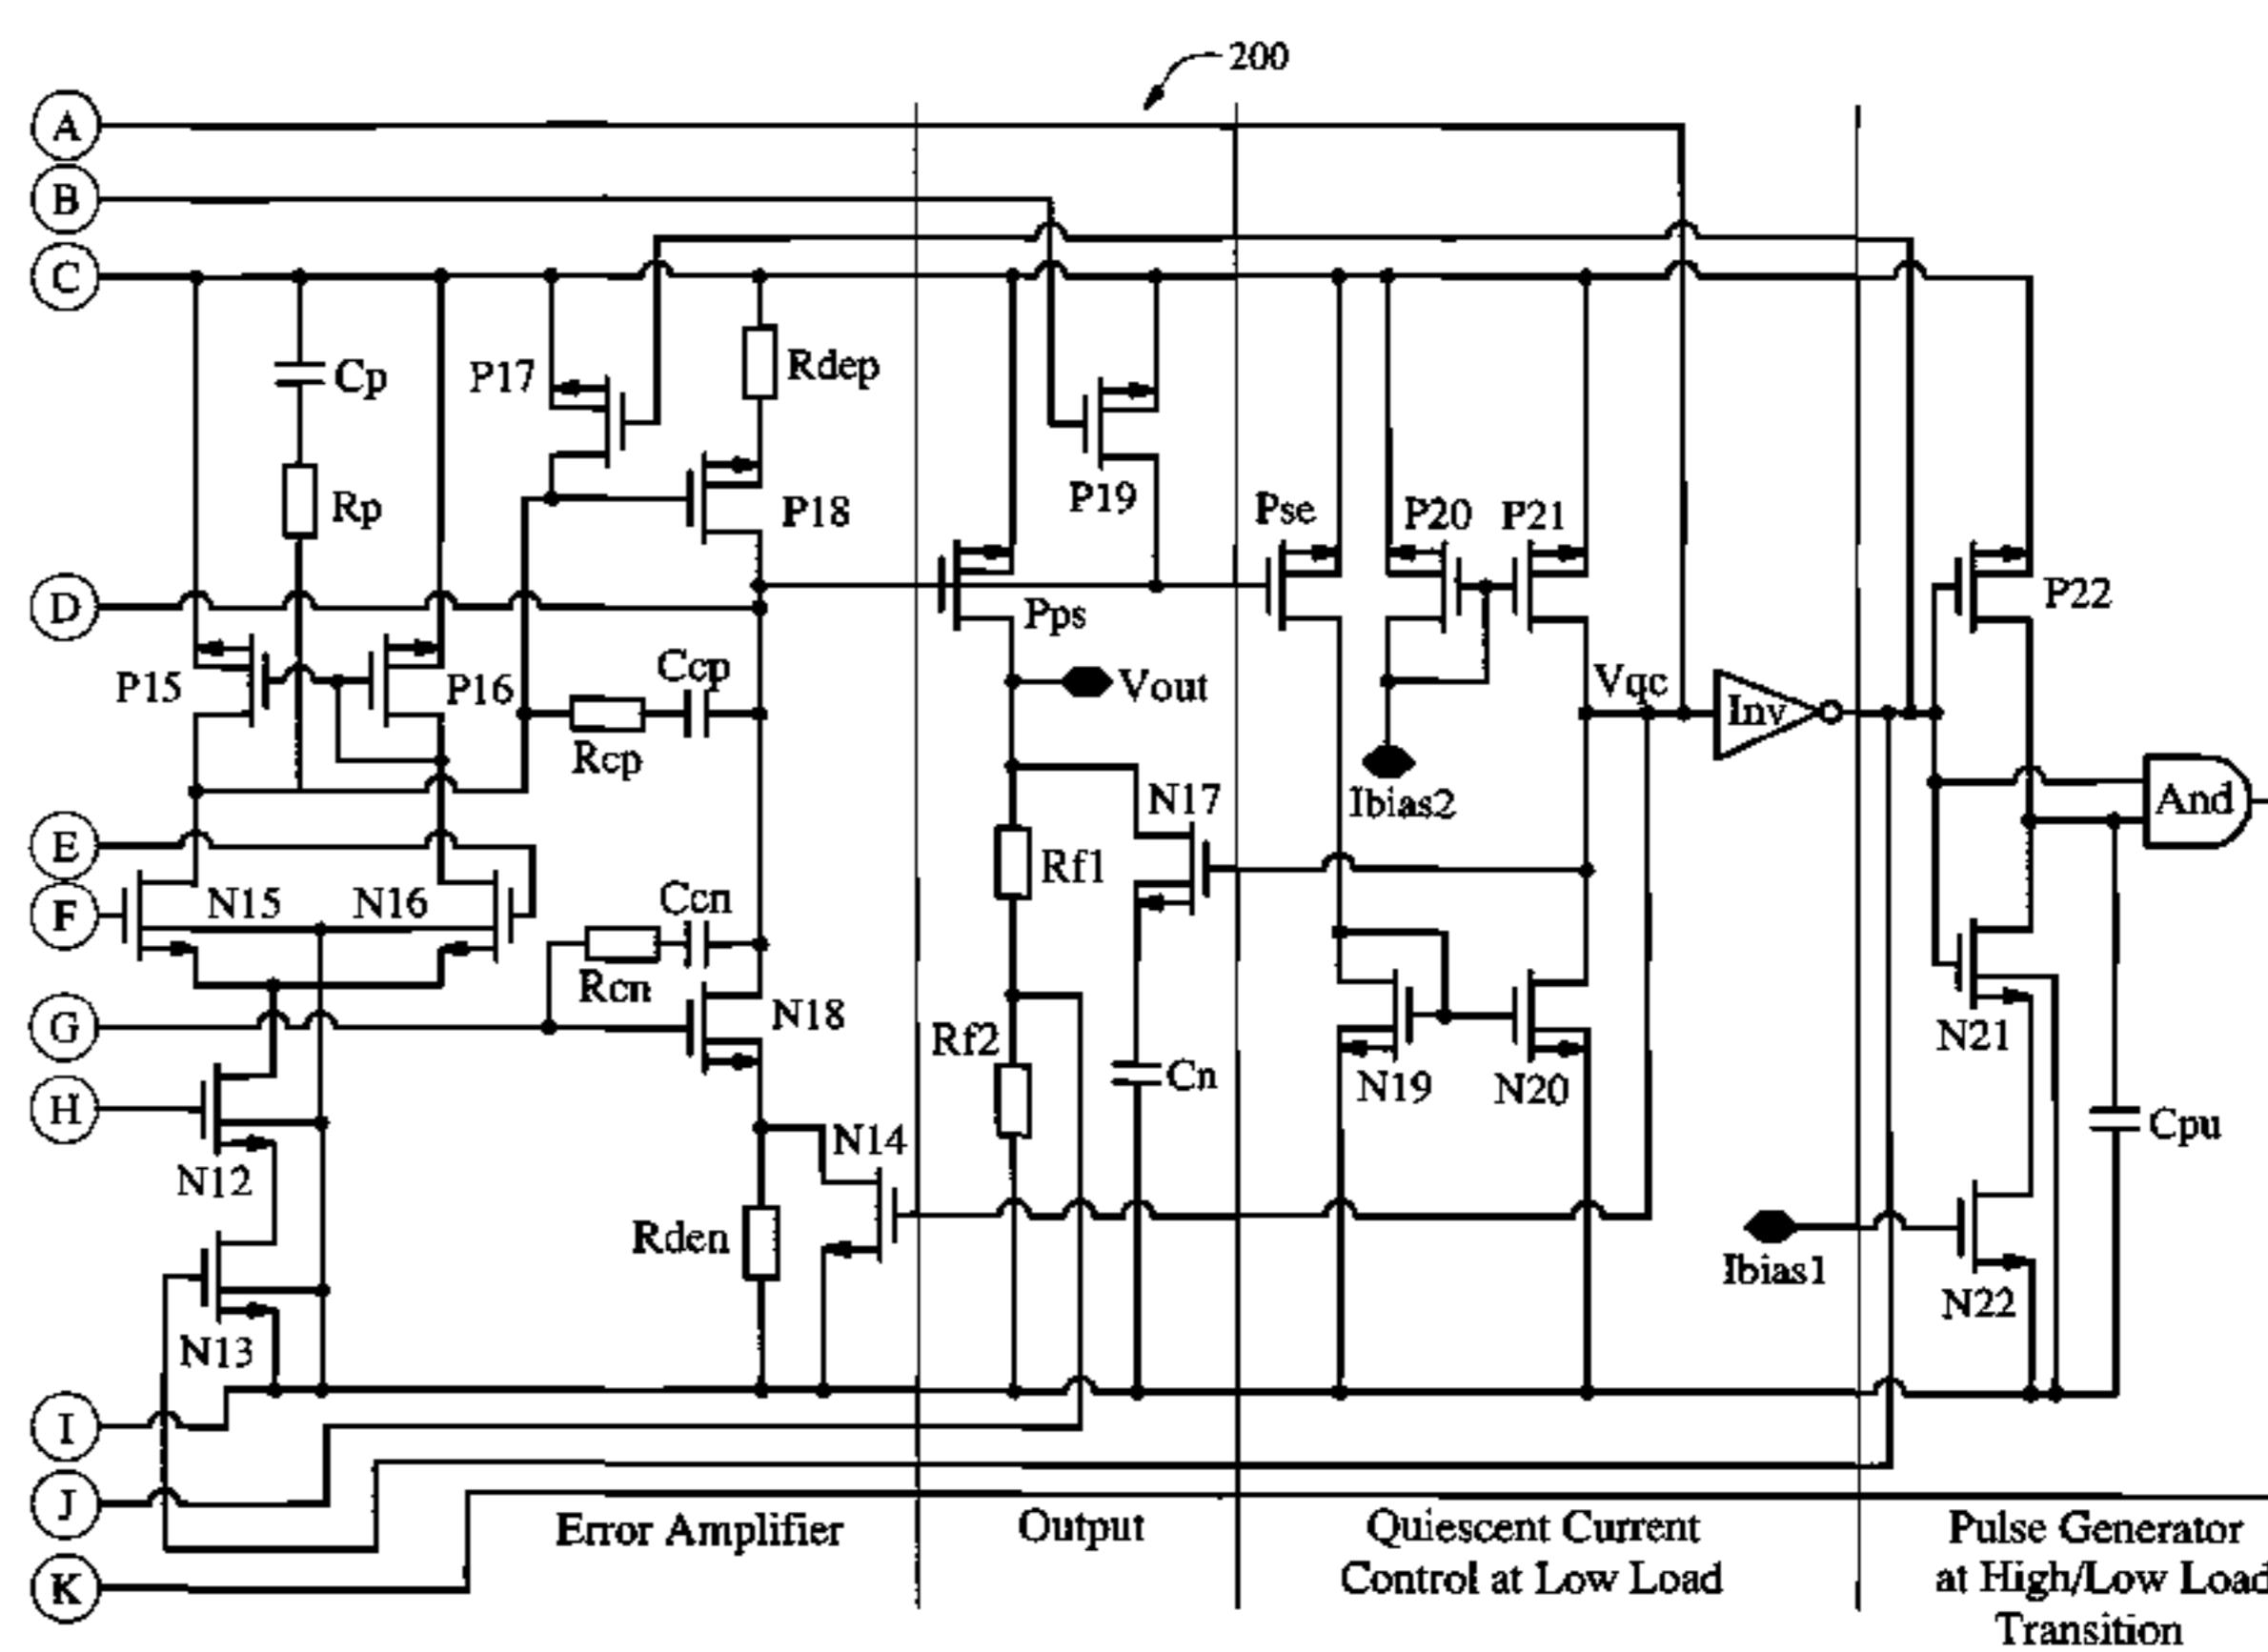 200
A
B
C
P17
Rdep
Cp
Rp
P18
P19
Pse
P20
P21
P22
D
Pps
P15
P16
Ccp
Rcp
Vout
Vqc
Inv
Ibias2
And
N17
E
F
N15
N16
Ccn
Rcn
Rf1
G
N18
Rf2
N21
H
Cn
N19
N20
Cpu
N12
N14
Rden
Ibias1
N22
N13
I
J
K
Error Amplifier
Output
Quiescent Current
Control at Low Load
Pulse Generator
at High/Low Load
Transition